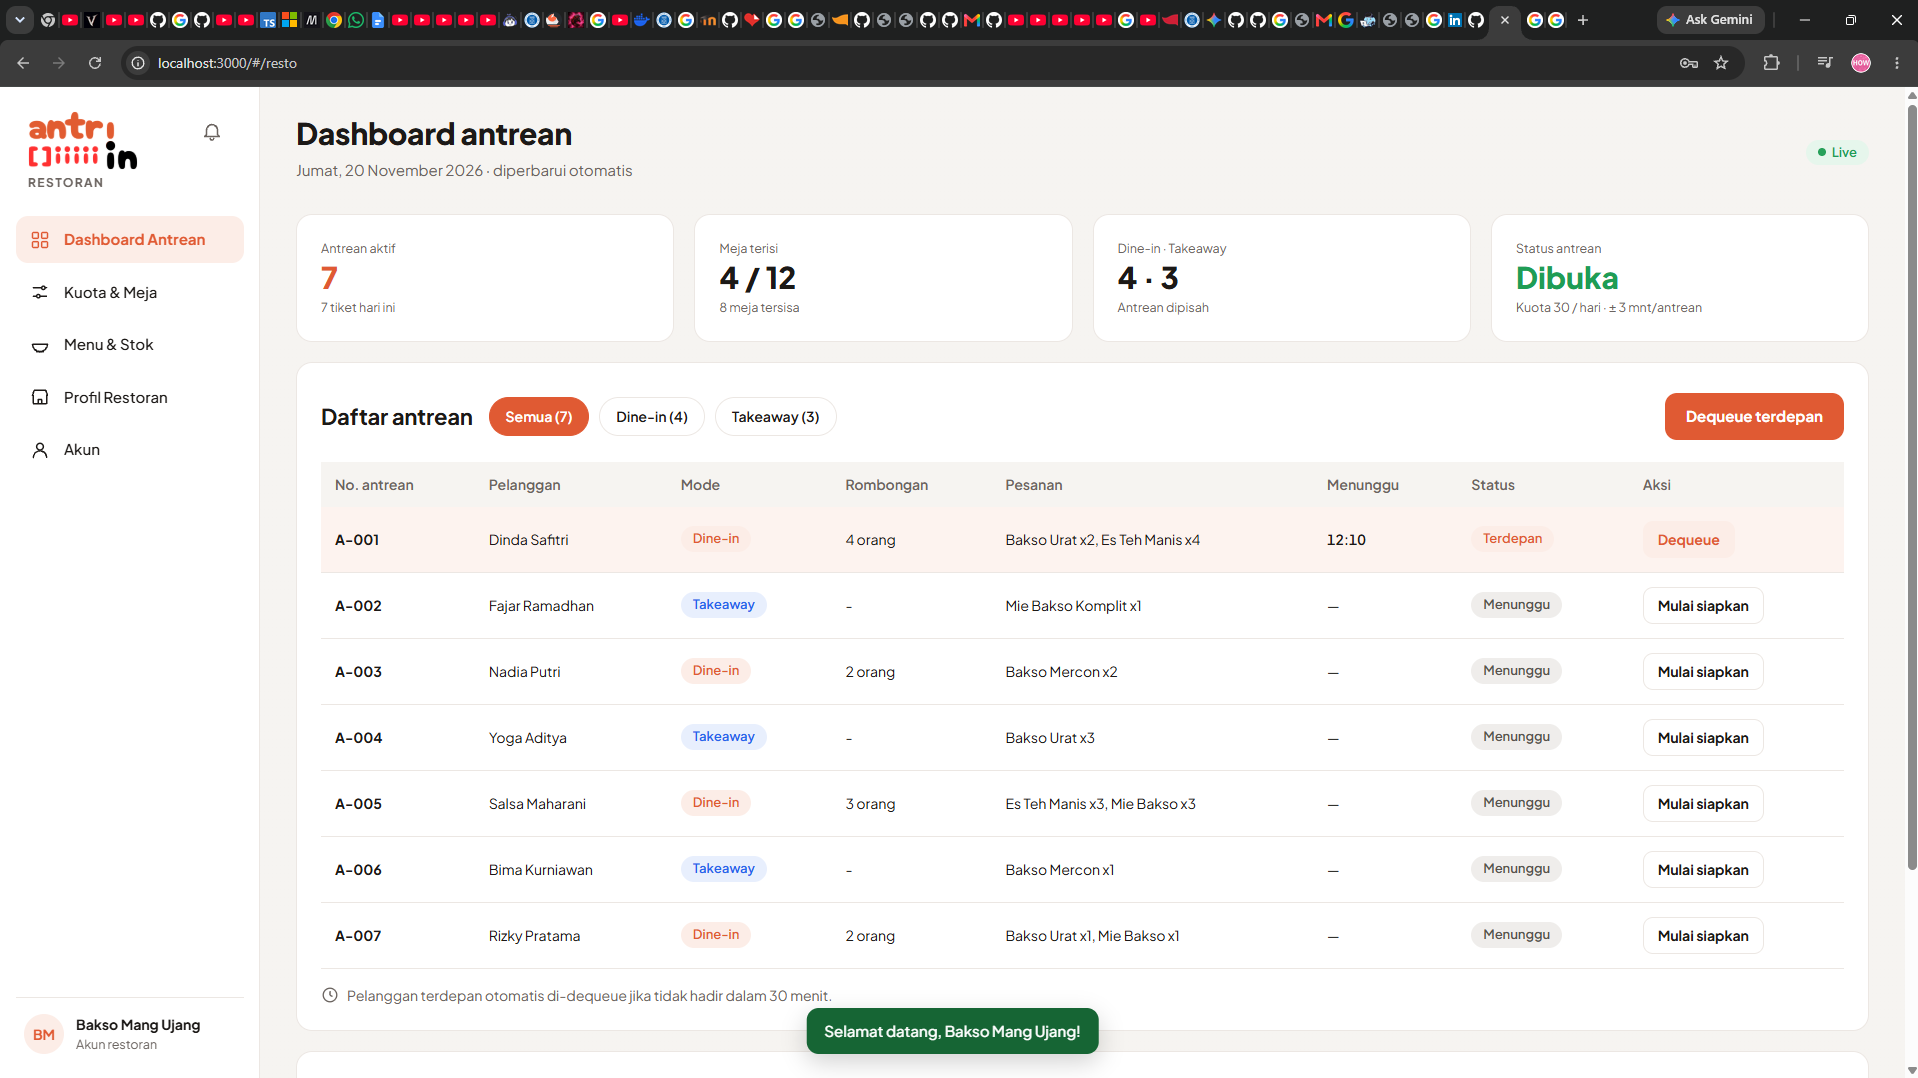 Ask Gemini
localhost:3000/#/resto
antri
in
RESTORAN
Dashboard Antrean
Kuota & Meja
Menu & Stok
Profil Restoran
Akun
BM
Bakso Mang Ujang
Akun restoran
Dashboard antrean
Jumat, 20 November 2026 · diperbarui otomatis
Live
Antrean aktif
7
7 tiket hari ini
Meja terisi
4 / 12
8 meja tersisa
Dine-in · Takeaway
4 · 3
Antrean dipisah
Status antrean
Dibuka
Kuota 30 / hari · ± 3 mnt/antrean
Daftar antrean Semua (7) Dine-in (4) Takeaway (3) Dequeue terdepan
No. antrean Pelanggan Mode Rombongan Pesanan Menunggu Status Aksi
A-001 Dinda Safitri Dine-in 4 orang Bakso Urat x2, Es Teh Manis x4 12:10 Terdepan Dequeue
A-002 Fajar Ramadhan Takeaway - Mie Bakso Komplit x1 — Menunggu Mulai siapkan
A-003 Nadia Putri Dine-in 2 orang Bakso Mercon x2 — Menunggu Mulai siapkan
A-004 Yoga Aditya Takeaway - Bakso Urat x3 — Menunggu Mulai siapkan
A-005 Salsa Maharani Dine-in 3 orang Es Teh Manis x3, Mie Bakso x3 — Menunggu Mulai siapkan
A-006 Bima Kurniawan Takeaway - Bakso Mercon x1 — Menunggu Mulai siapkan
A-007 Rizky Pratama Dine-in 2 orang Bakso Urat x1, Mie Bakso x1 — Menunggu Mulai siapkan
Pelanggan terdepan otomatis di-dequeue jika tidak hadir dalam 30 menit.
Selamat datang, Bakso Mang Ujang!